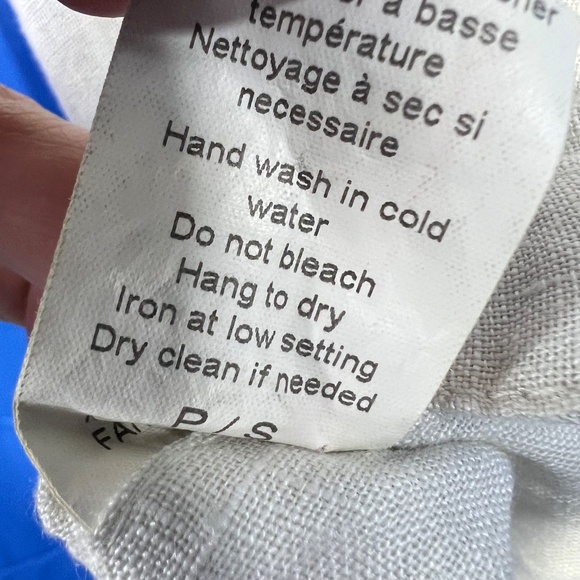 à basse
température
Nettoyage à sec si
necessaire
Hand wash in cold
water
Do not bleach
Hang to dry
Iron at low setting
Dry clean if needed
P / S